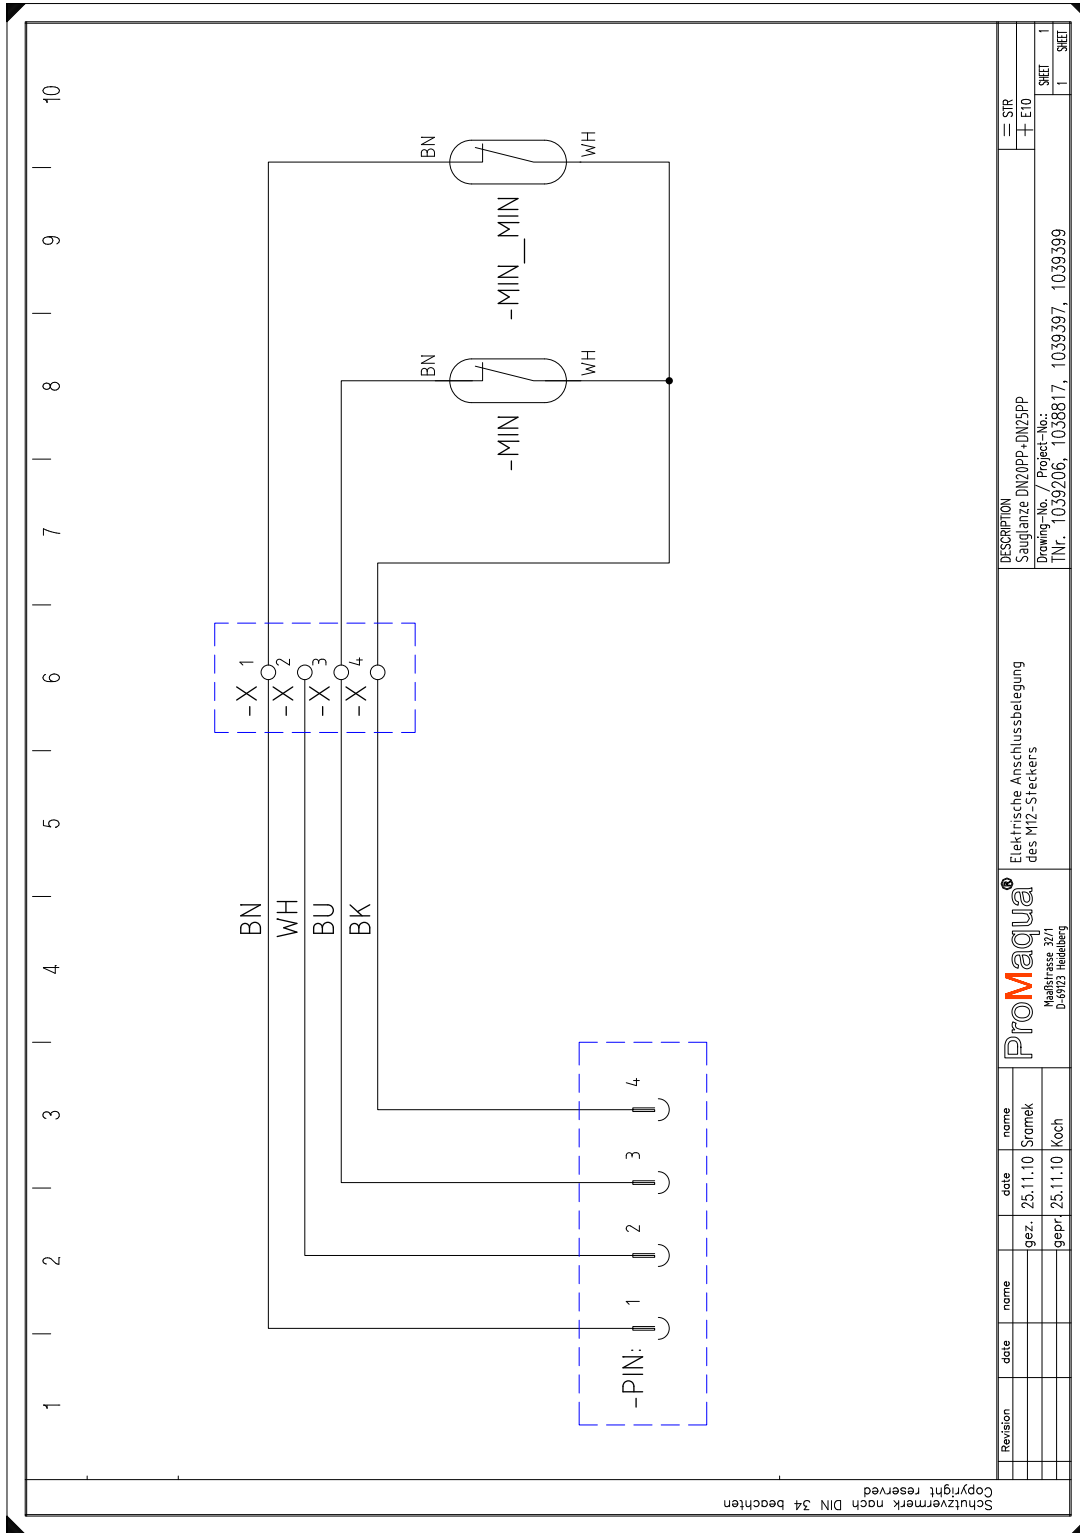 1 2 3 4 5 6 7 8 9 10
BN
WH
BU
BK
-X 1
-X 2
-X 3
-X 4
BN
BN
-MIN
-MIN_MIN
WH
WH
-PIN: 1 2 3 4
Schutzvermerk nach DIN 34 beachten
Copyright reserved
Revision date name date name
gez. 25.11.10 Sramek
gepr. 25.11.10 Koch
ProMaqua®
Maaßstrasse 32/1
D-69123 Heidelberg
Elektrische Anschlussbelegung
des M12-Steckers
DESCRIPTION
Sauglanze DN20PP+DN25PP
Drawing-No. / Project-No.:
TNr. 1039206, 1038817, 1039397, 1039399
= STR
+ E10
SHEET 1
1 SHEET